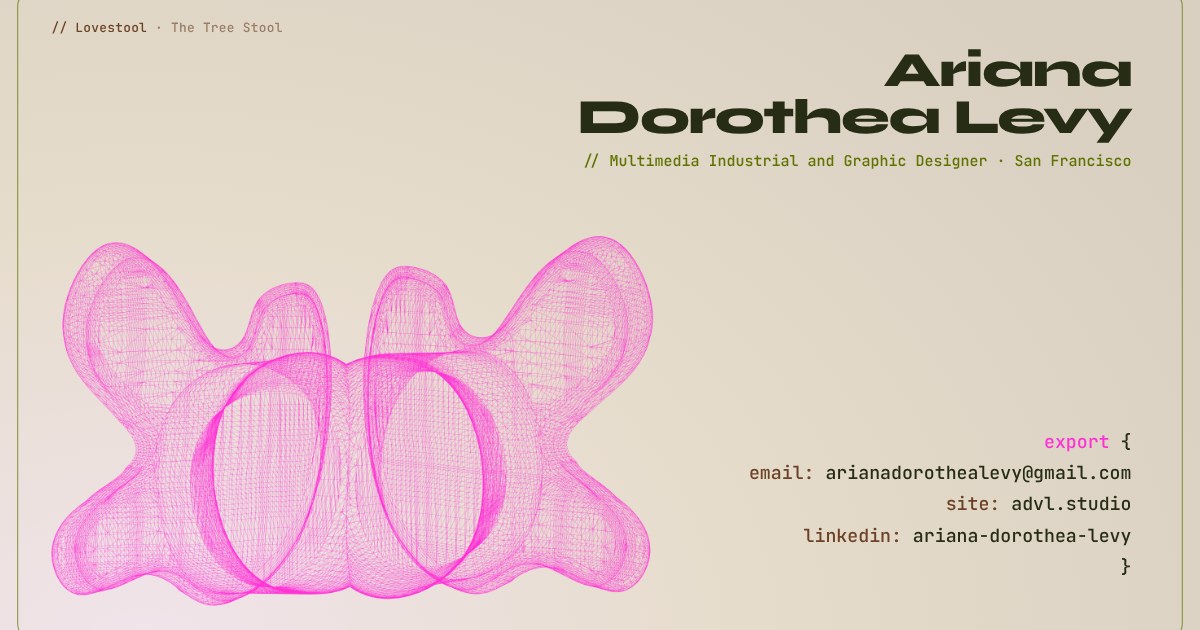 // Lovestool · The Tree Stool
Ariana
Dorothea Levy
// Multimedia Industrial and Graphic Designer · San Francisco
export {
email: arianadorothealevy@gmail.com
site: advl.studio
linkedin: ariana-dorothea-levy
}